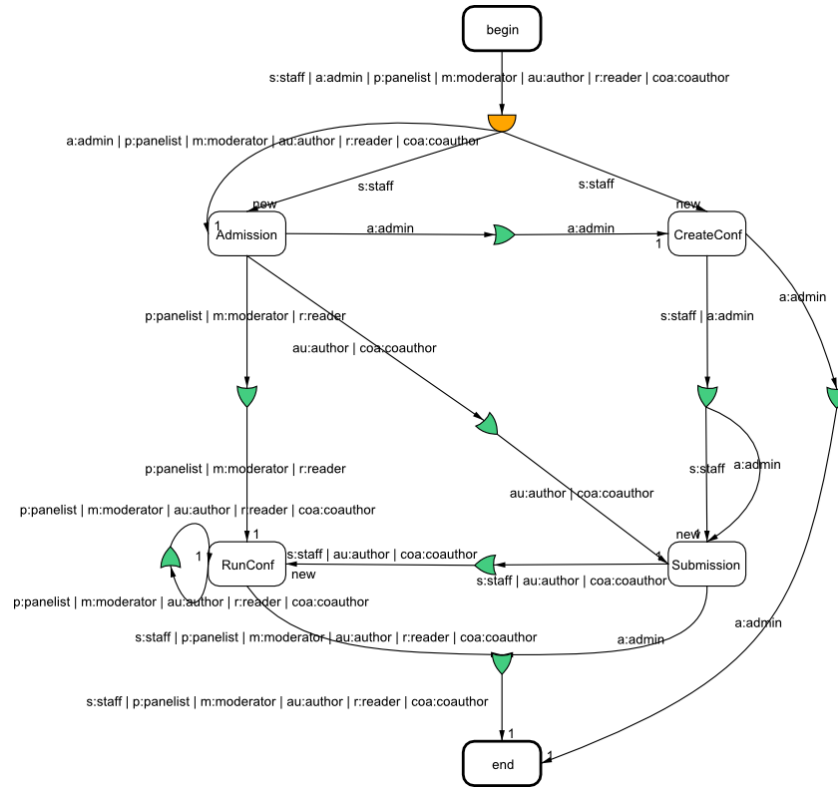 begin
s:staff | a:admin | p:panelist | m:moderator | au:author | r:reader | coa:coauthor
a:admin | p:panelist | m:moderator | au:author | r:reader | coa:coauthor
s:staff
s:staff
new
new
1
Admission
a:admin
a:admin
1
CreateConf
a:admin
p:panelist | m:moderator | r:reader
s:staff | a:admin
au:author | coa:coauthor
p:panelist | m:moderator | r:reader
s:staff
a:admin
au:author | coa:coauthor
p:panelist | m:moderator | au:author | r:reader | coa:coauthor
1
new
1
1
s:staff | au:author | coa:coauthor
RunConf
new
s:staff | au:author | coa:coauthor
Submission
p:panelist | m:moderator | au:author | r:reader | coa:coauthor
a:admin
s:staff | p:panelist | m:moderator | au:author | r:reader | coa:coauthor
a:admin
s:staff | p:panelist | m:moderator | au:author | r:reader | coa:coauthor
1
1
end